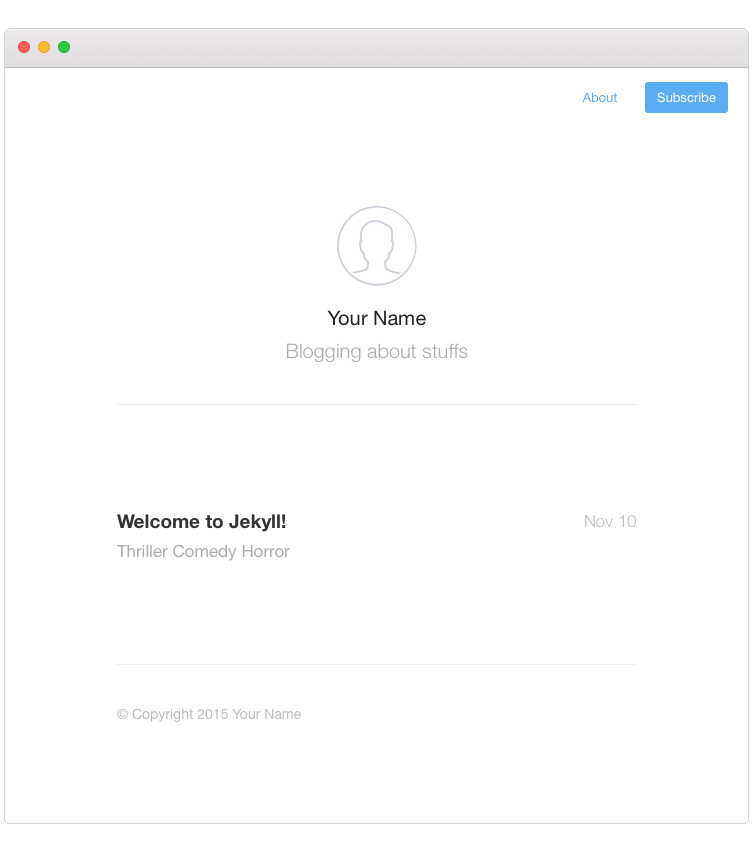 About
Subscribe
Your Name
Blogging about stuffs
Welcome to Jekyll!
Nov 10
Thriller Comedy Horror
© Copyright 2015 Your Name